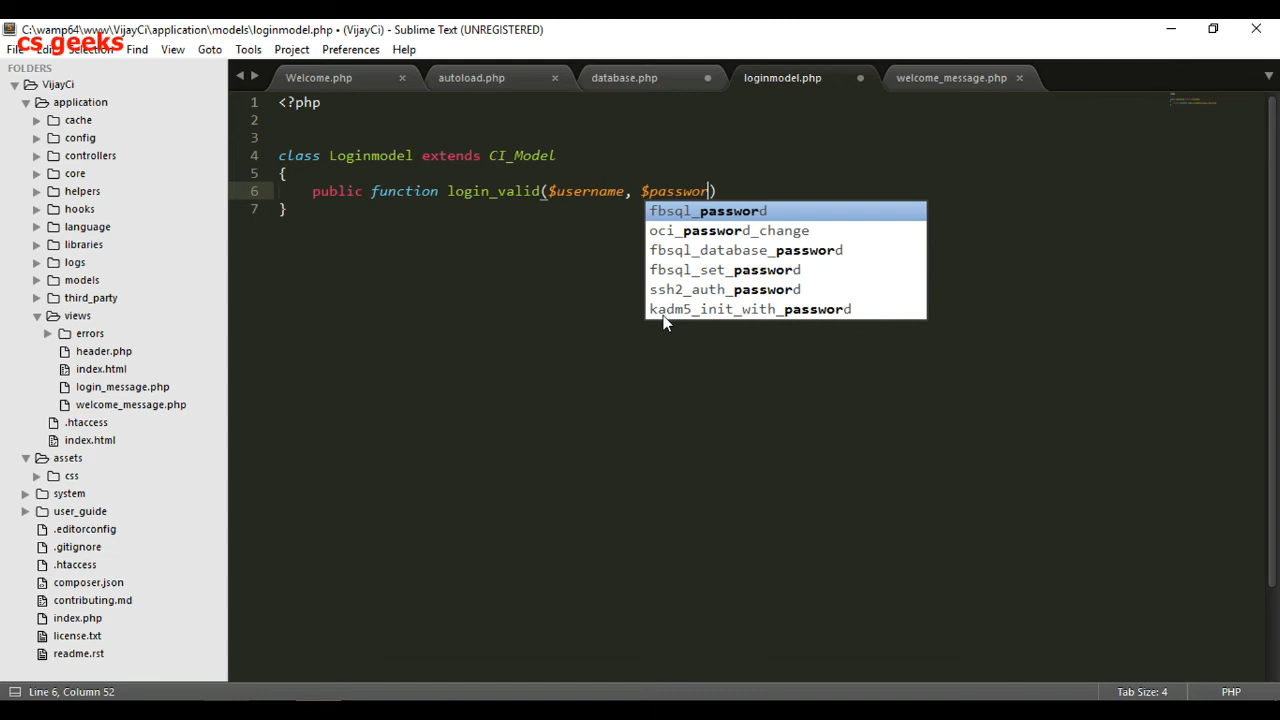 C:\wamp64\www\VijayCi\application\models\loginmodel.php • (VijayCi) - Sublime Text (UNREGISTERED)
cs geeks
File Edit Selection Find View Goto Tools Project Preferences Help
FOLDERS
VijayCi
application
cache
config
controllers
core
helpers
hooks
language
libraries
logs
models
third_party
views
errors
header.php
index.html
login_message.php
welcome_message.php
.htaccess
index.html
assets
css
system
user_guide
.editorconfig
.gitignore
.htaccess
composer.json
contributing.md
index.php
license.txt
readme.rst
Welcome.php autoload.php database.php loginmodel.php welcome_message.php
1 <?php
2
3
4 class Loginmodel extends CI_Model
5 {
6 public function login_valid($username, $passwor)
7 }
fbsql_password
oci_password_change
fbsql_database_password
fbsql_set_password
ssh2_auth_password
kadm5_init_with_password
Line 6, Column 52 Tab Size: 4 PHP